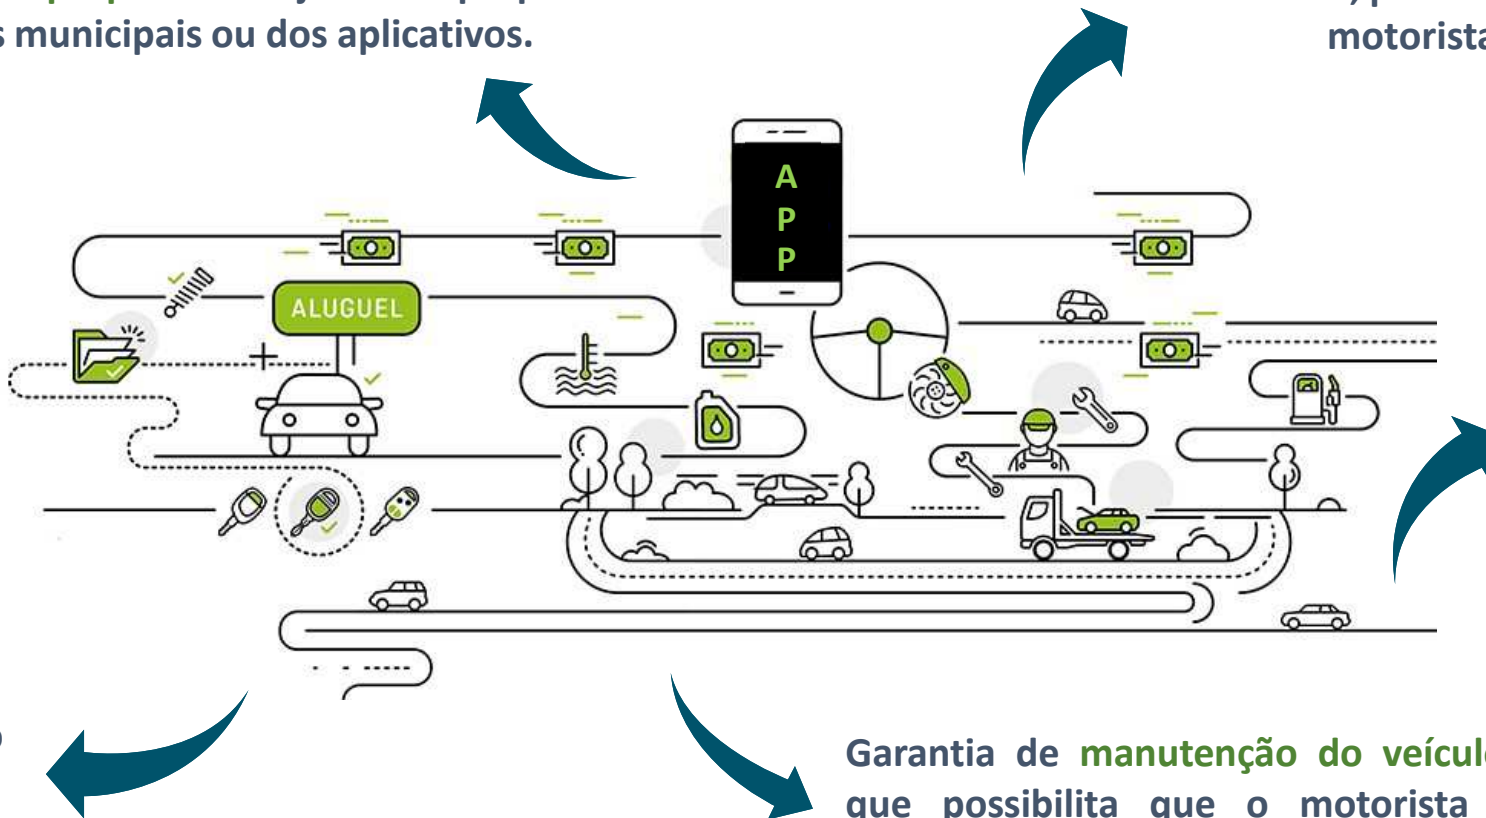 s municipais ou dos aplicativos.
motorista
A
P
P
ALUGUEL
Garantia de manutenção do veícul
que possibilita que o motorista